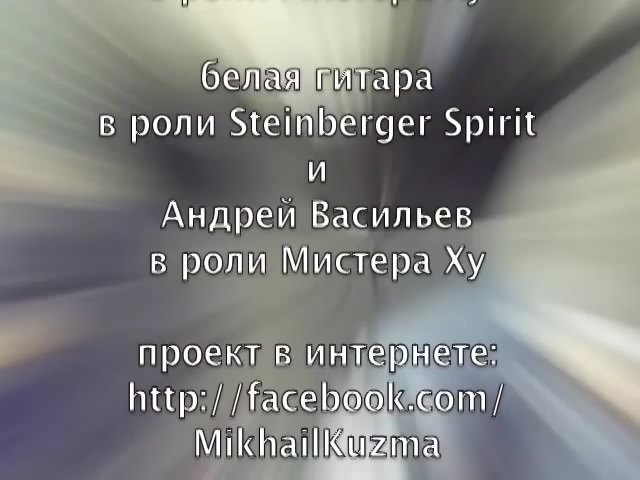 белая гитара
в роли Steinberger Spirit
и
Андрей Васильев
в роли Мистера Ху
проект в интернете:
http://facebook.com/
MikhailKuzma